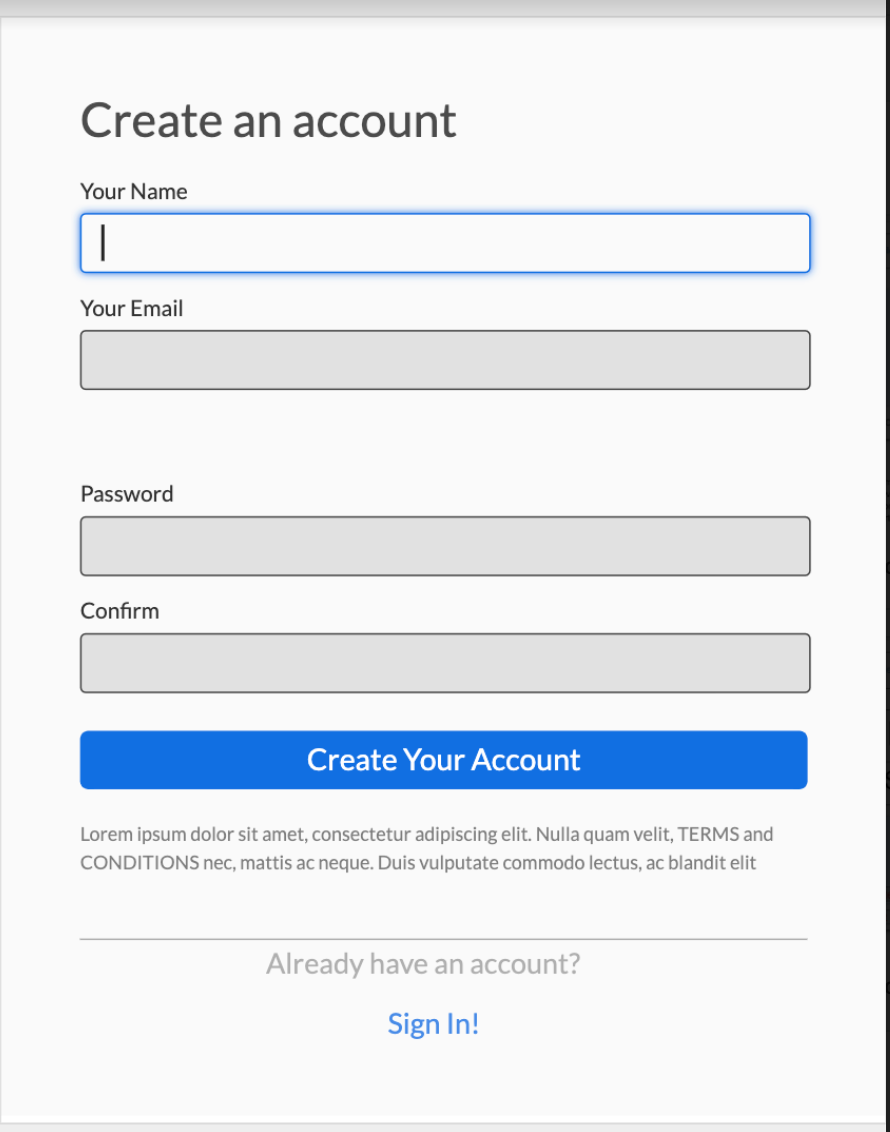 Create an account
Your Name
Your Email
Password
Confirm
Create Your Account
Lorem ipsum dolor sit amet, consectetur adipiscing elit. Nulla quam velit, TERMS and
CONDITIONS nec, mattis ac neque. Duis vulputate commodo lectus, ac blandit elit
Already have an account?
Sign In!